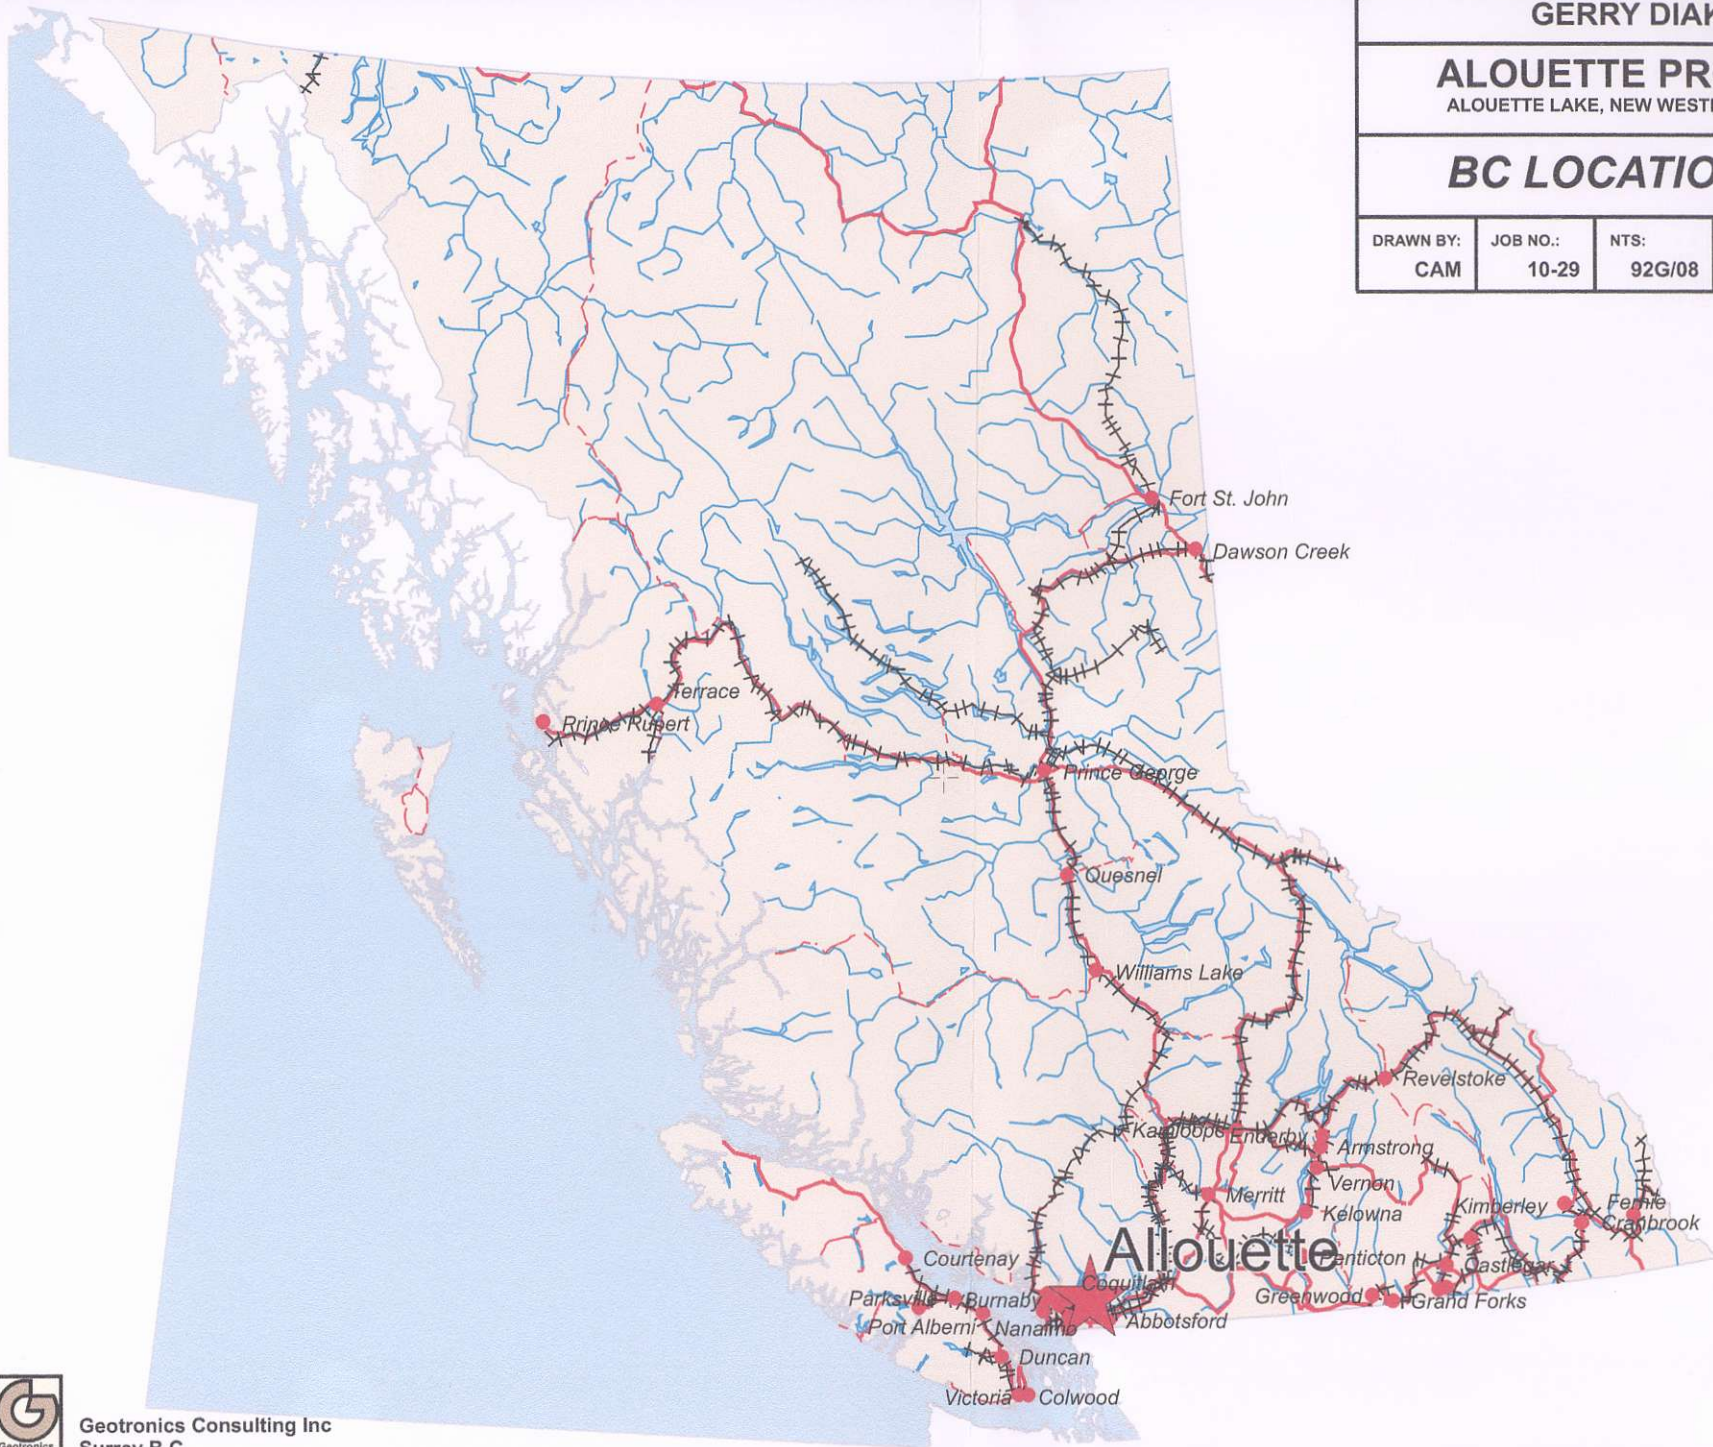 GERRY DIAK
ALOUETTE PR
ALOUETTE LAKE, NEW WEST
BC LOCATIO
DRAWN BY:
CAM
JOB NO.:
10-29
NTS:
92G/08
Fort St. John
Dawson Creek
Terrace
Prince Rupert
Prince George
Quesnel
Williams Lake
Revelstoke
Kamloops
Enderby
Armstrong
Vernon
Merritt
Kelowna
Kimberley
Fernie
Cranbrook
Allouette
Penticton
Castlegar
Courtenay
Coquitlam
Greenwood
Grand Forks
Parksville
Burnaby
Abbotsford
Port Alberni
Nanaimo
Duncan
Victoria
Colwood
Geotronics Consulting Inc
Surrey B.C.
Geotronics